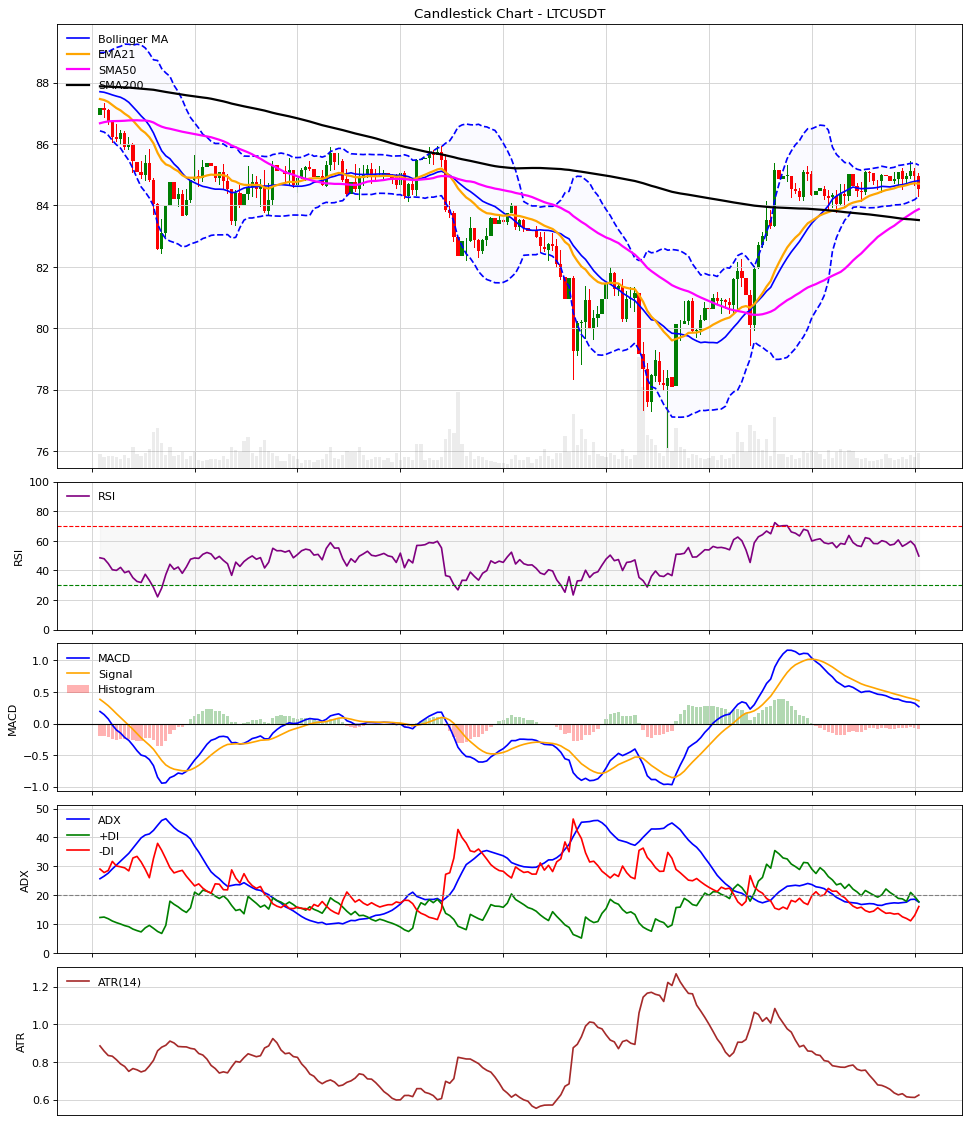 Candlestick Chart - LTCUSDT
Bollinger MA
EMA21
SMA50
SMA200
88
86
84
82
80
78
76
RSI
RSI
100
80
60
40
20
0
MACD
Signal
Histogram
MACD
1.0
0.5
0.0
−0.5
−1.0
ADX
+DI
-DI
ADX
50
40
30
20
10
0
ATR(14)
ATR
1.2
1.0
0.8
0.6